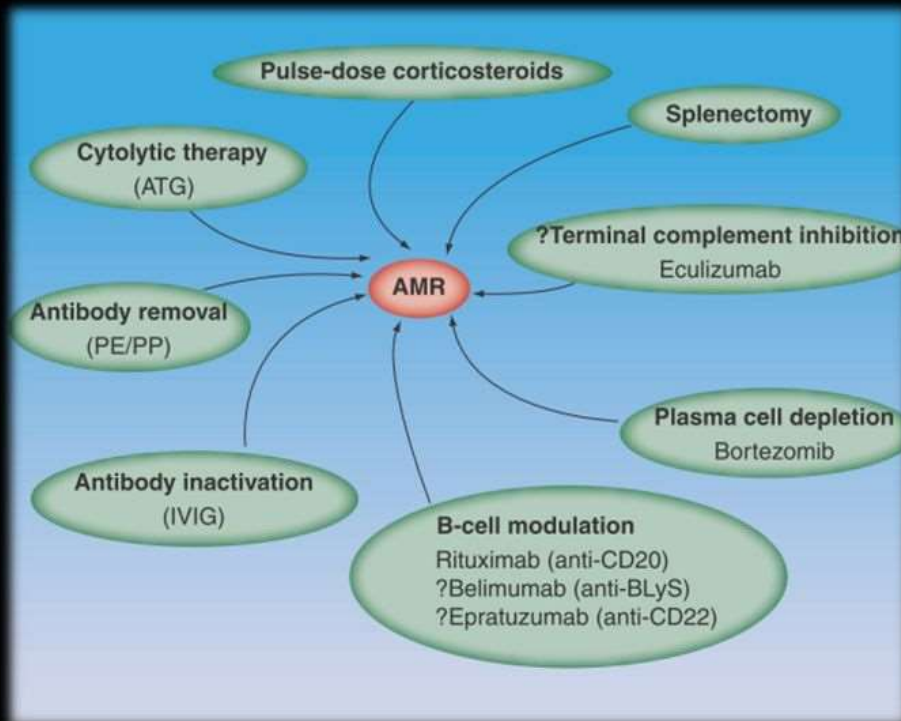 Pulse-dose corticosteroids
Splenectomy
Cytolytic therapy
(ATG)
?Terminal complement inhibition
Eculizumab
AMR
Antibody removal
(PE/PP)
Plasma cell depletion
Bortezomib
Antibody inactivation
(IVIG)
B-cell modulation
Rituximab (anti-CD20)
?Belimumab (anti-BLyS)
?Epratuzumab (anti-CD22)